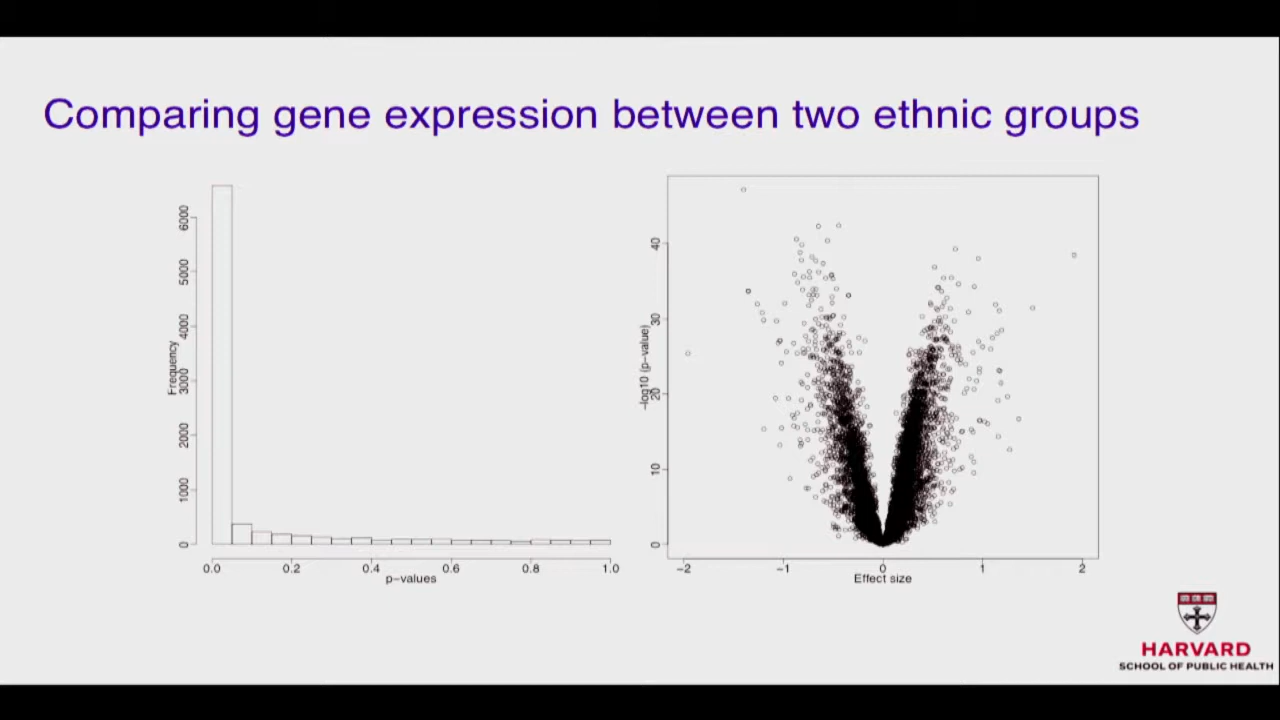 Comparing gene expression between two ethnic groups
Frequency
6000
5000
4000
3000
2000
1000
0
0.0 0.2 0.4 0.6 0.8 1.0
p-values
-log10 (p-value)
40
30
20
10
0
-2 -1 0 1 2
Effect size
HARVARD
SCHOOL OF PUBLIC HEALTH